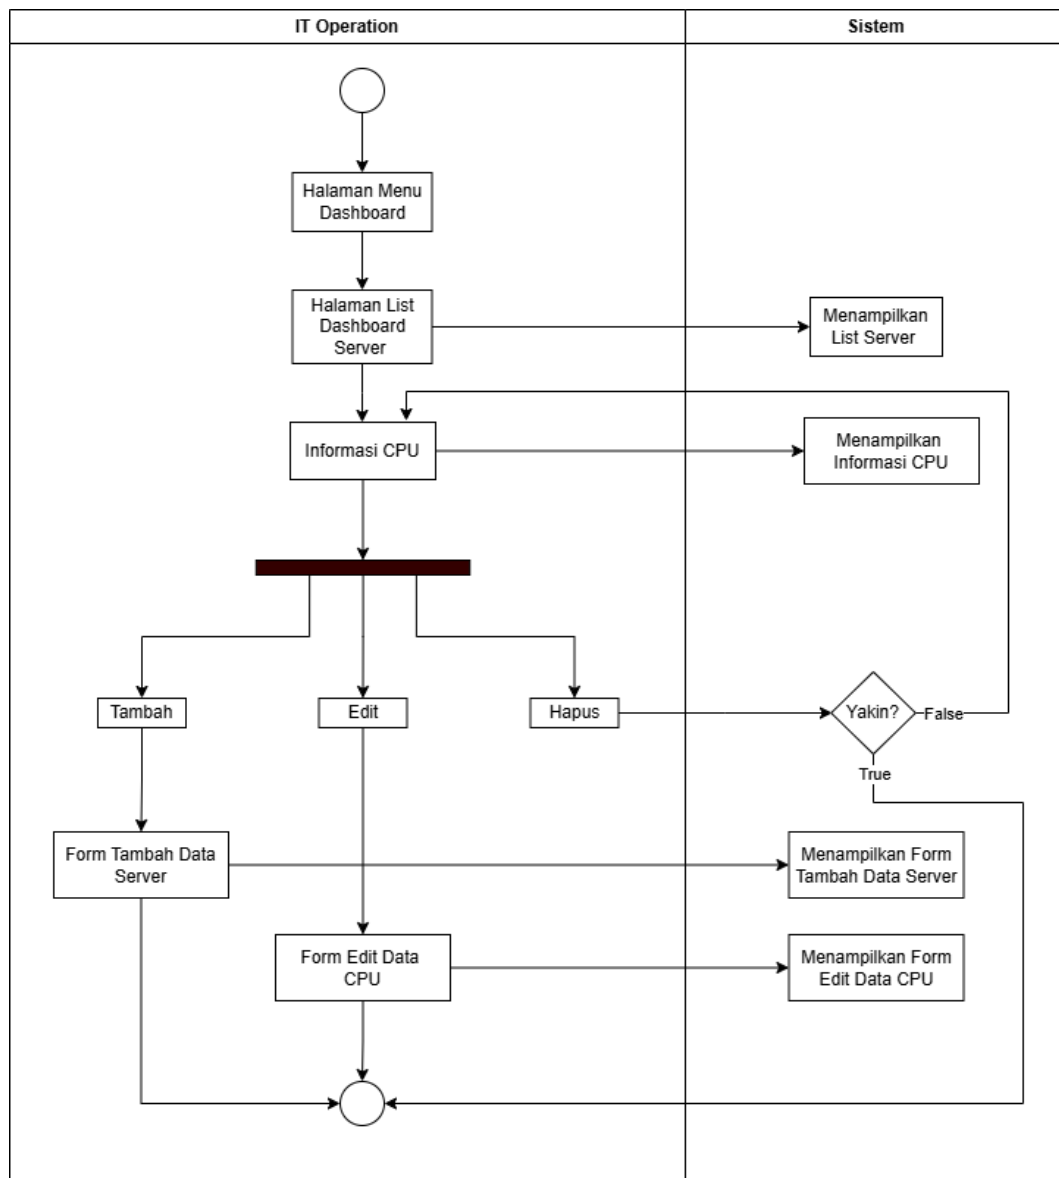 IT Operation
Sistem
Halaman Menu
Dashboard
Halaman List
Dashboard
Server
Menampilkan
List Server
Informasi CPU
Menampilkan
Informasi CPU
Tambah
Edit
Hapus
Yakin?
False
True
Form Tambah Data
Server
Menampilkan Form
Tambah Data Server
Form Edit Data
CPU
Menampilkan Form
Edit Data CPU